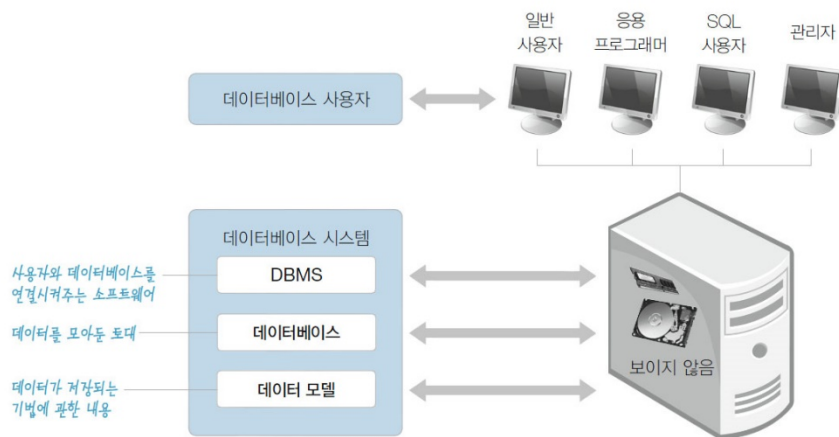 일반
사용자
응용
프로그래머
SQL
사용자
관리자
데이터베이스 사용자
데이터베이스 시스템
사용자와 데이터베이스를
연결시켜주는 소프트웨어
DBMS
데이터를 모아둔 토대
데이터베이스
데이터가 저장되는
기법에 관한 내용
데이터 모델
보이지 않음